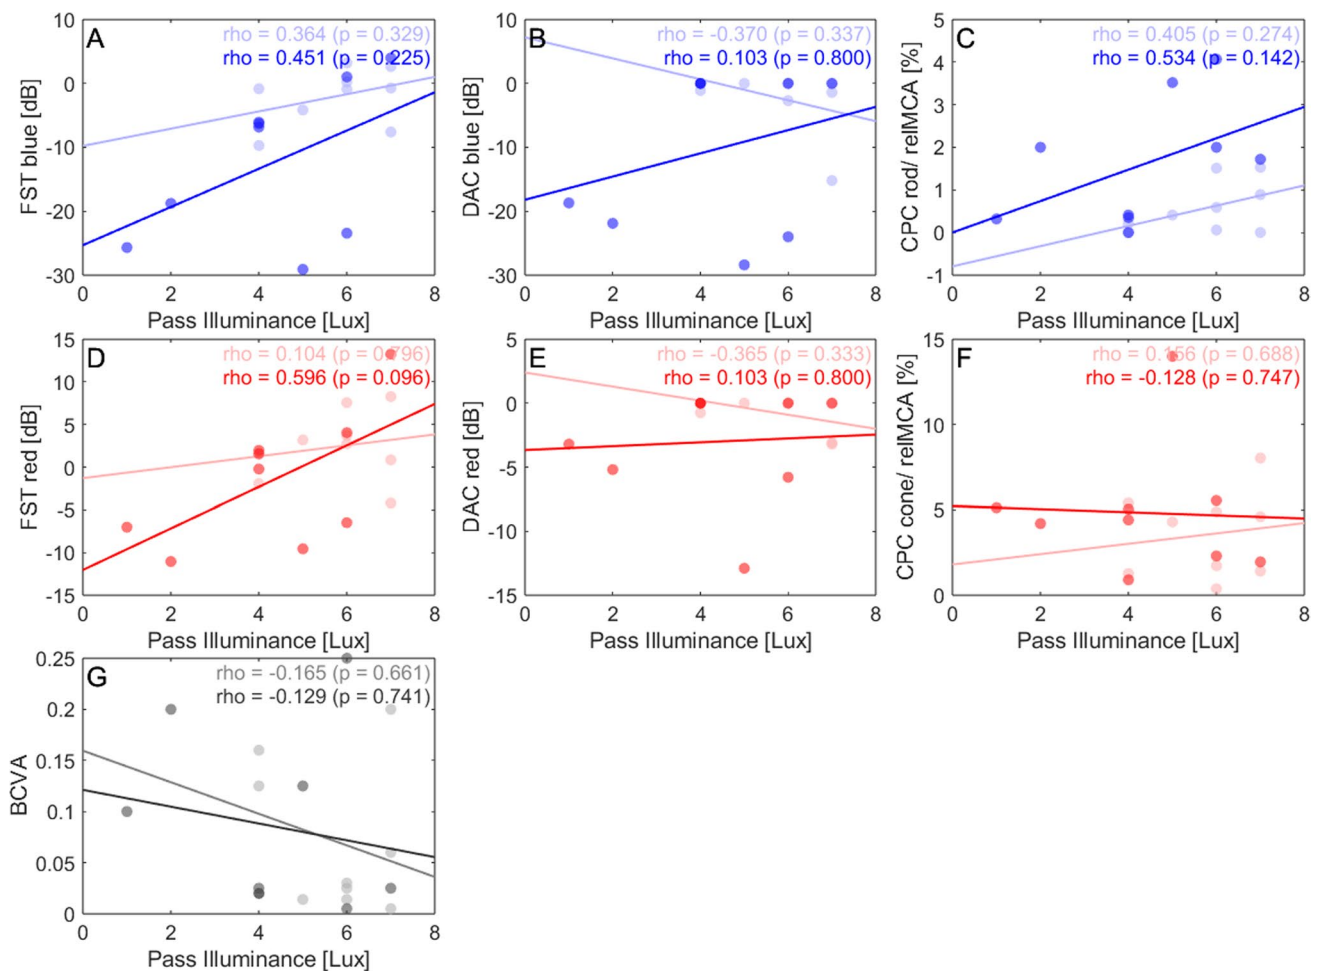 A
rho = 0.364 (p = 0.329)
rho = 0.451 (p = 0.225)
10
0
-10
-20
-30
FST blue [dB]
0 2 4 6 8
Pass Illuminance [Lux]
B
rho = -0.370 (p = 0.337)
rho = 0.103 (p = 0.800)
10
0
-10
-20
-30
DAC blue [dB]
0 2 4 6 8
Pass Illuminance [Lux]
C
rho = 0.405 (p = 0.274)
rho = 0.534 (p = 0.142)
5
4
3
2
1
0
-1
CPC rod/ relMCA [%]
0 2 4 6 8
Pass Illuminance [Lux]
D
rho = 0.104 (p = 0.796)
rho = 0.596 (p = 0.096)
15
10
5
0
-5
-10
-15
FST red [dB]
0 2 4 6 8
Pass Illuminance [Lux]
E
rho = -0.365 (p = 0.333)
rho = 0.103 (p = 0.800)
5
0
-5
-10
-15
DAC red [dB]
0 2 4 6 8
Pass Illuminance [Lux]
F
rho = 0.156 (p = 0.688)
rho = -0.128 (p = 0.747)
15
10
5
0
CPC cone/ relMCA [%]
0 2 4 6 8
Pass Illuminance [Lux]
G
rho = -0.165 (p = 0.661)
rho = -0.129 (p = 0.741)
0.25
0.2
0.15
0.1
0.05
0
BCVA
0 2 4 6 8
Pass Illuminance [Lux]